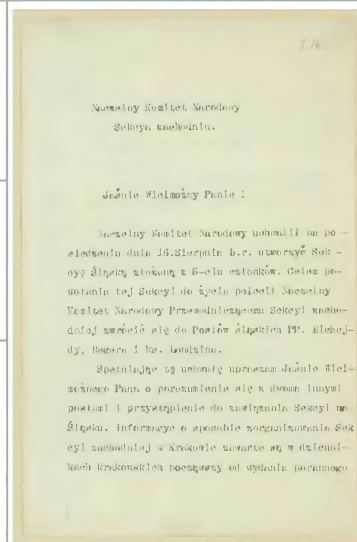 Naczelny Komitet Narodowy
Sekcya zachodnia.
Jaśnie Wielmożny Panie !
Naczelny Komitet Narodowy uchwalił na po -
siedzeniu dnia 16.Sierpnia b.r. utworzyć Sek -
cyę Śląską złożoną z 5-ciu członków. Celem po-
wołania tej Sekcyi do życia polecił Naczelny
Komitet Narodowy Przewodniczącemu Sekcyi zacho-
dniej zwrócić się do Posłów śląskich PP. Michej-
dy, Regera i ks. Londzina.
Spełniając tę uchwałę upraszam Jaśnie Wiel-
możnego Pana o porozumienie się z dwoma innymi
posłami i przystąpienie do zawiązania Sekcyi na
Śląsku. Informacye o sposobie zorganizowania Sek
cyi zachodniej w Krakowie zawarte są w dzienni-
kach krakowskich począwszy od wydania porannego